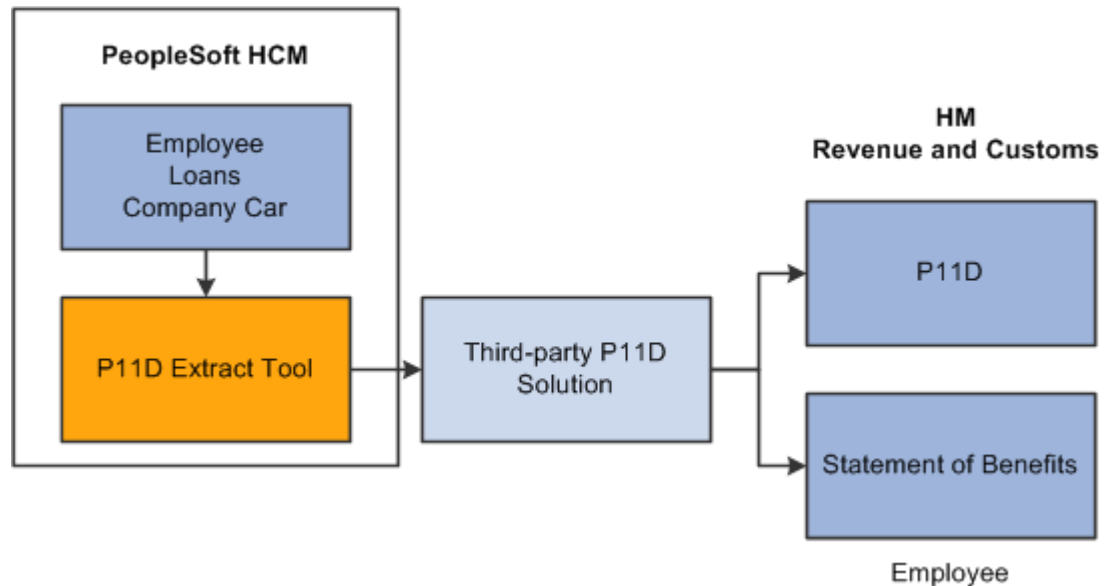 PeopleSoft HCM
Employee
Loans
Company Car
P11D Extract Tool
Third-party P11D
Solution
HM
Revenue and Customs
P11D
Statement of Benefits
Employee